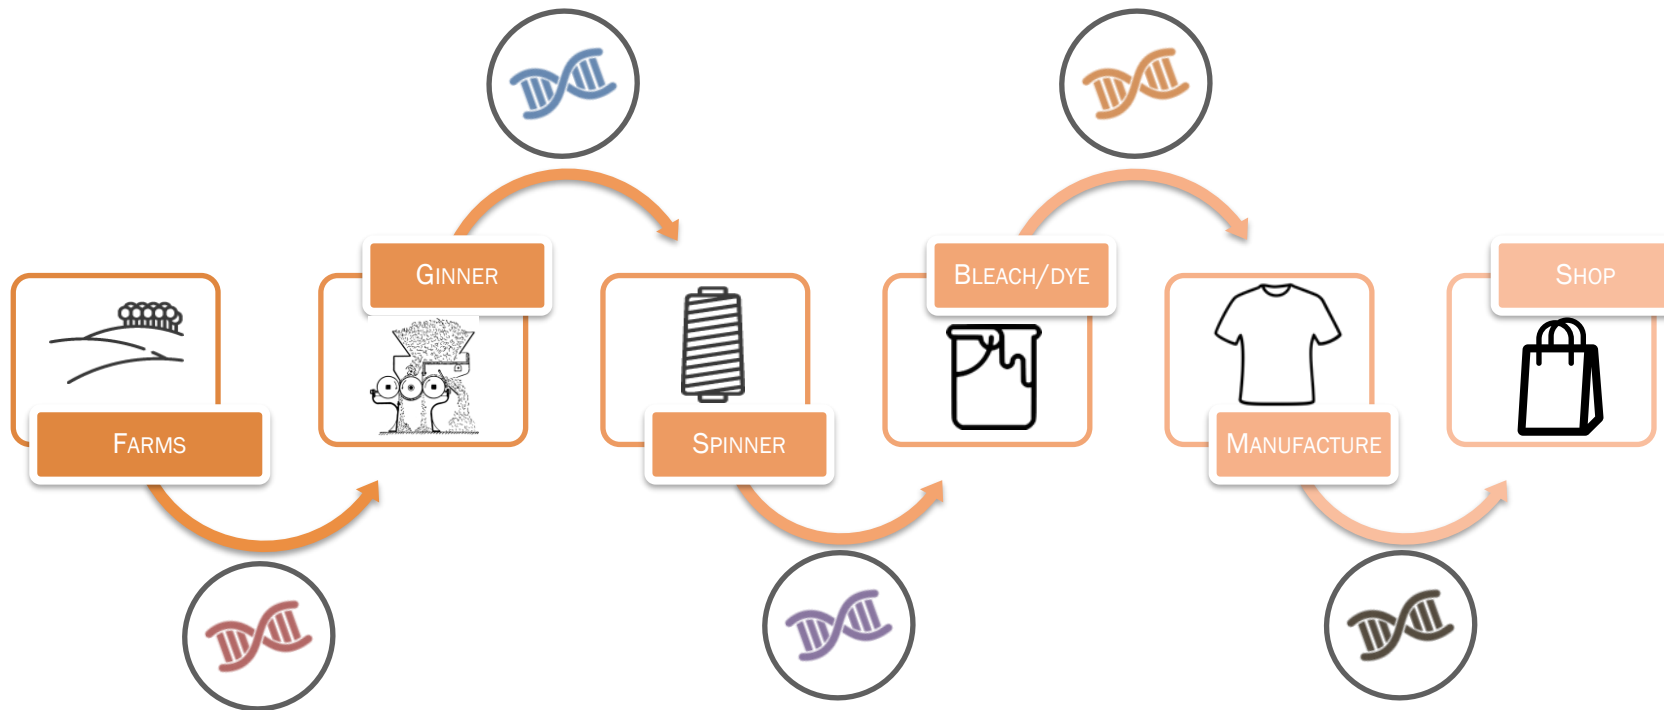 FARMS
GINNER
SPINNER
BLEACH/DYE
MANUFACTURE
SHOP